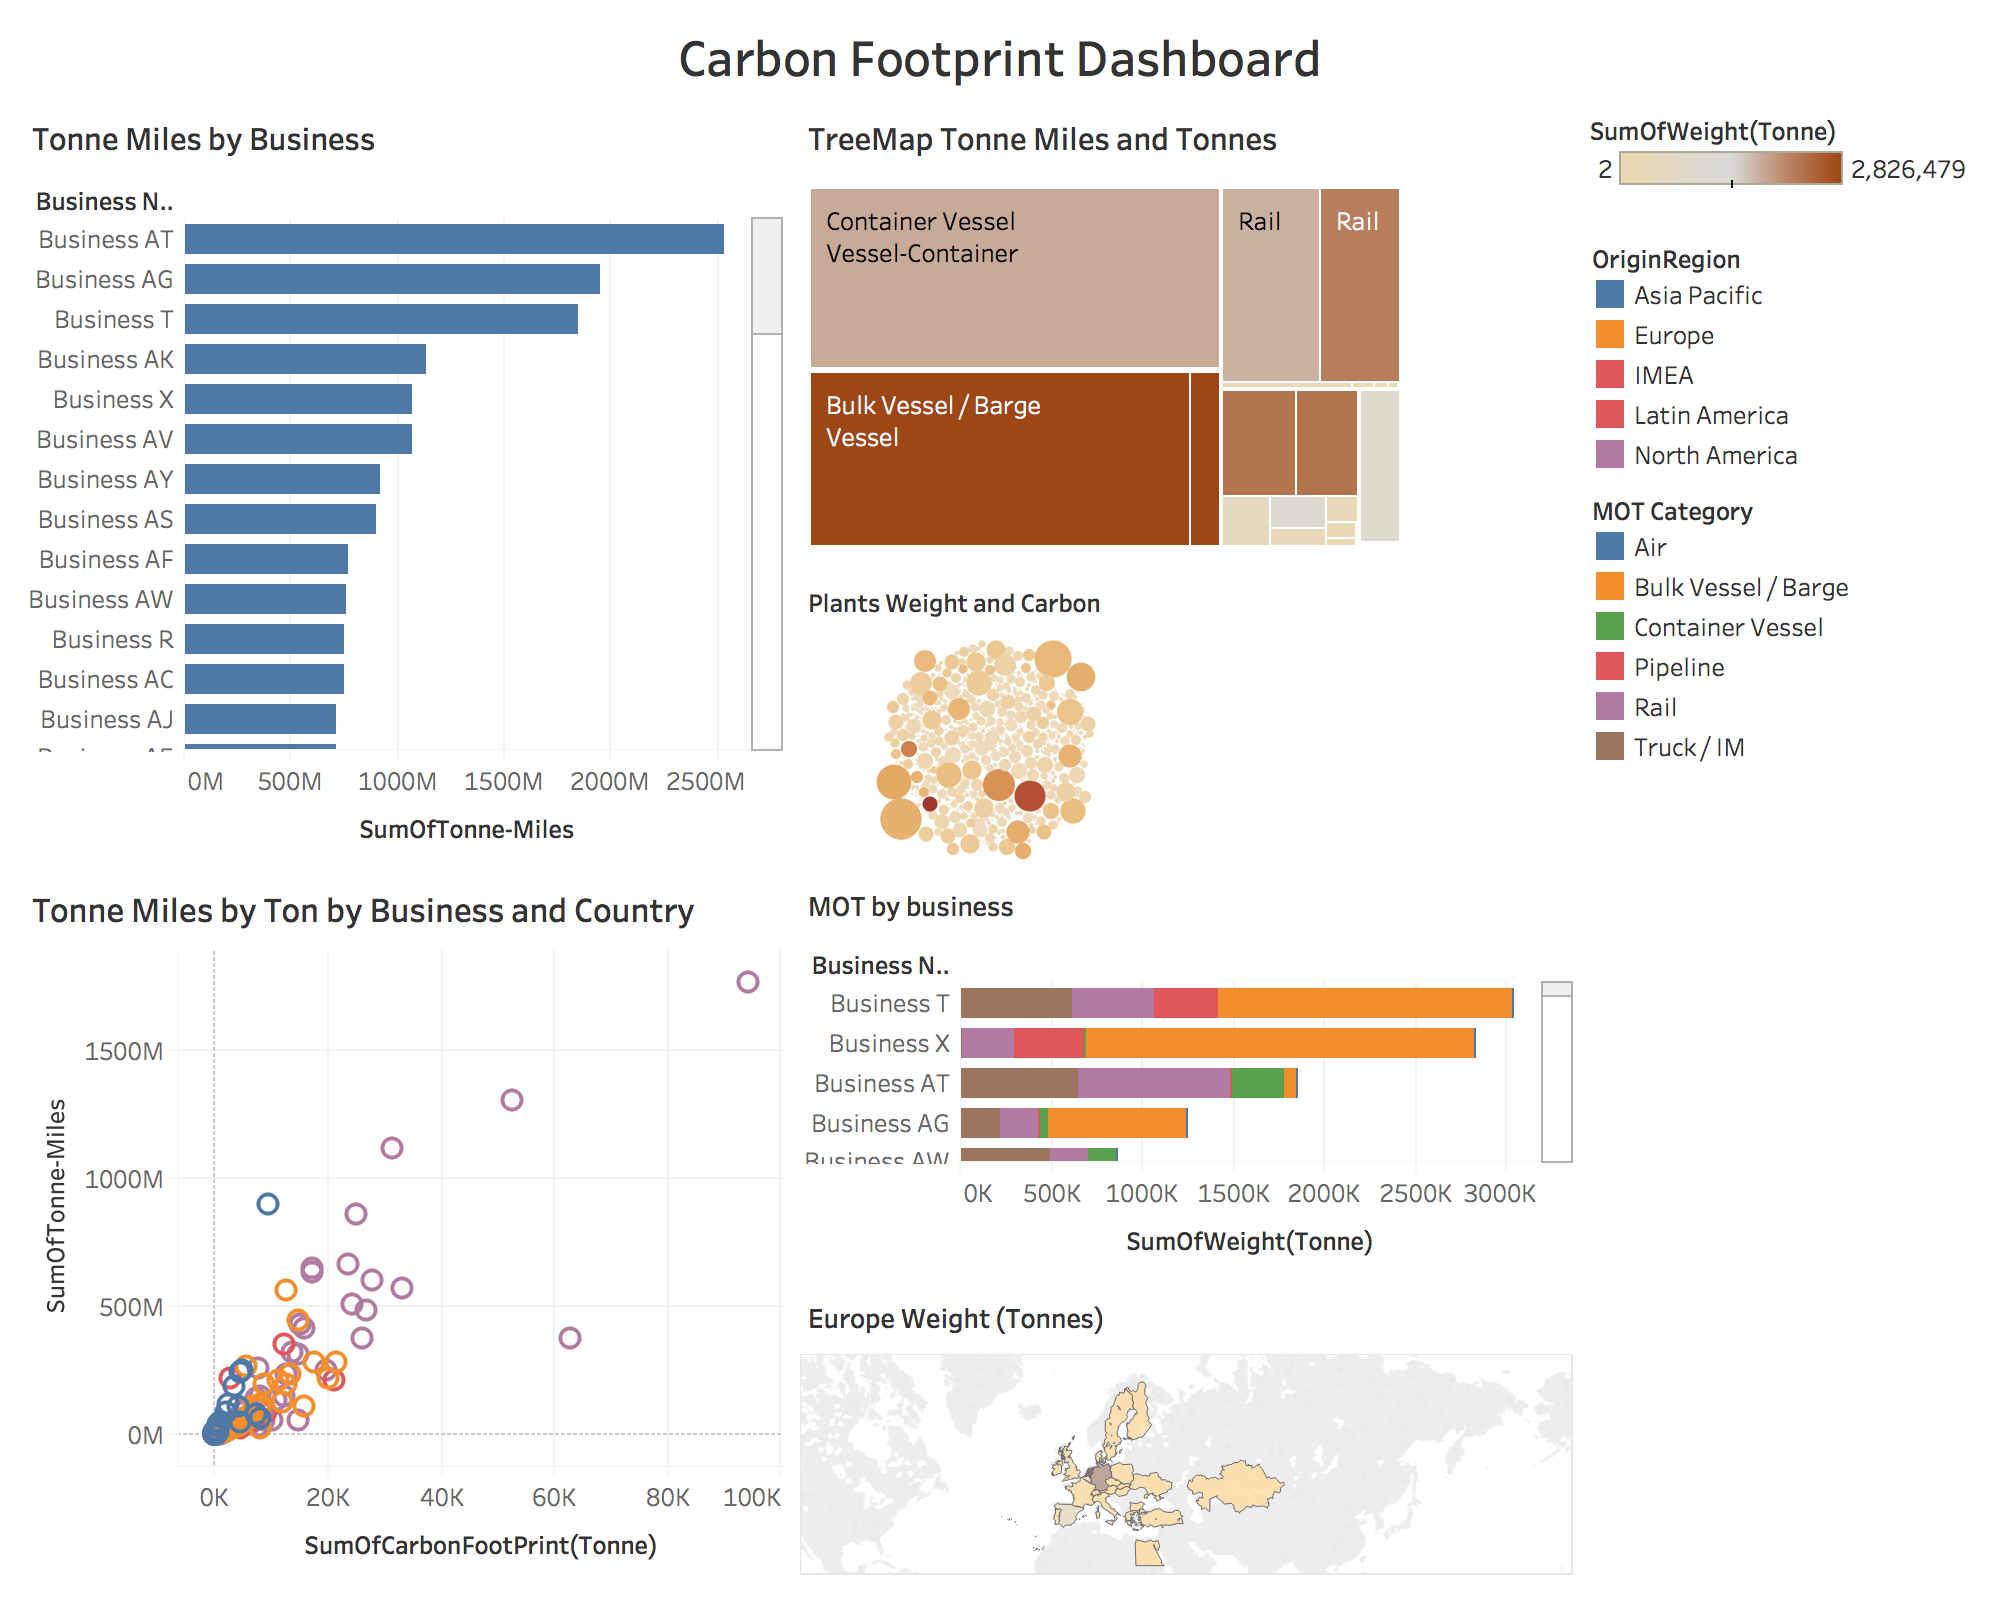 Carbon Footprint Dashboard
Tonne Miles by Business
Business N..
Business AT
Business AG
Business T
Business AK
Business X
Business AV
Business AY
Business AS
Business AF
Business AW
Business R
Business AC
Business AJ
0M 500M 1000M 1500M 2000M 2500M
SumOfTonne-Miles
TreeMap Tonne Miles and Tonnes
Container Vessel
Vessel-Container
Rail
Rail
Bulk Vessel / Barge
Vessel
SumOfWeight(Tonne)
2 2,826,479
OriginRegion
Asia Pacific
Europe
IMEA
Latin America
North America
MOT Category
Air
Bulk Vessel / Barge
Container Vessel
Pipeline
Rail
Truck / IM
Plants Weight and Carbon
Tonne Miles by Ton by Business and Country
SumOfTonne-Miles
1500M
1000M
500M
0M
0K 20K 40K 60K 80K 100K
SumOfCarbonFootPrint(Tonne)
MOT by business
Business N..
Business T
Business X
Business AT
Business AG
Business AW
0K 500K 1000K 1500K 2000K 2500K 3000K
SumOfWeight(Tonne)
Europe Weight (Tonnes)